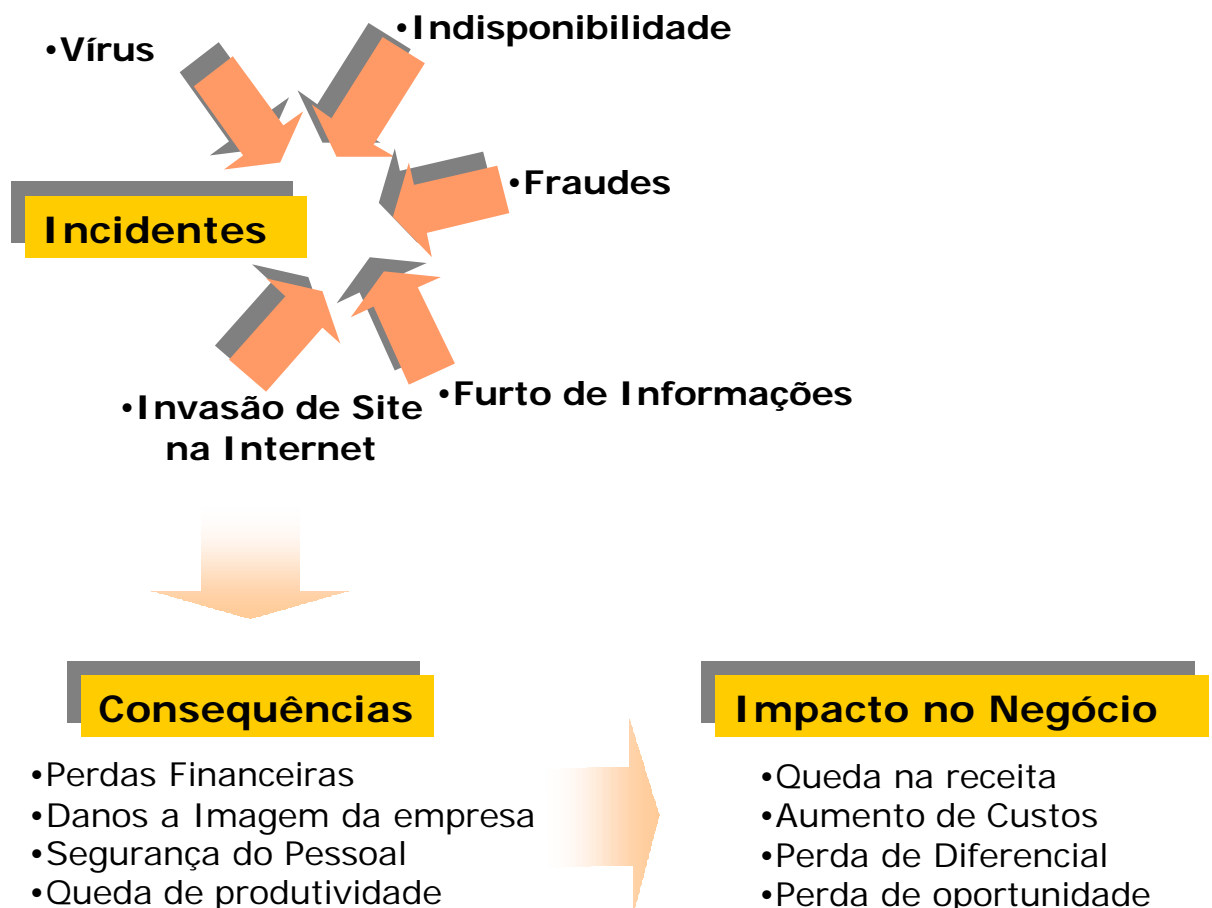 •Vírus
•Indisponibilidade
•Fraudes
Incidentes
•Furto de Informações
•Invasão de Site
na Internet
Consequências
•Perdas Financeiras
•Danos a Imagem da empresa
•Segurança do Pessoal
•Queda de produtividade
Impacto no Negócio
•Queda na receita
•Aumento de Custos
•Perda de Diferencial
•Perda de oportunidade